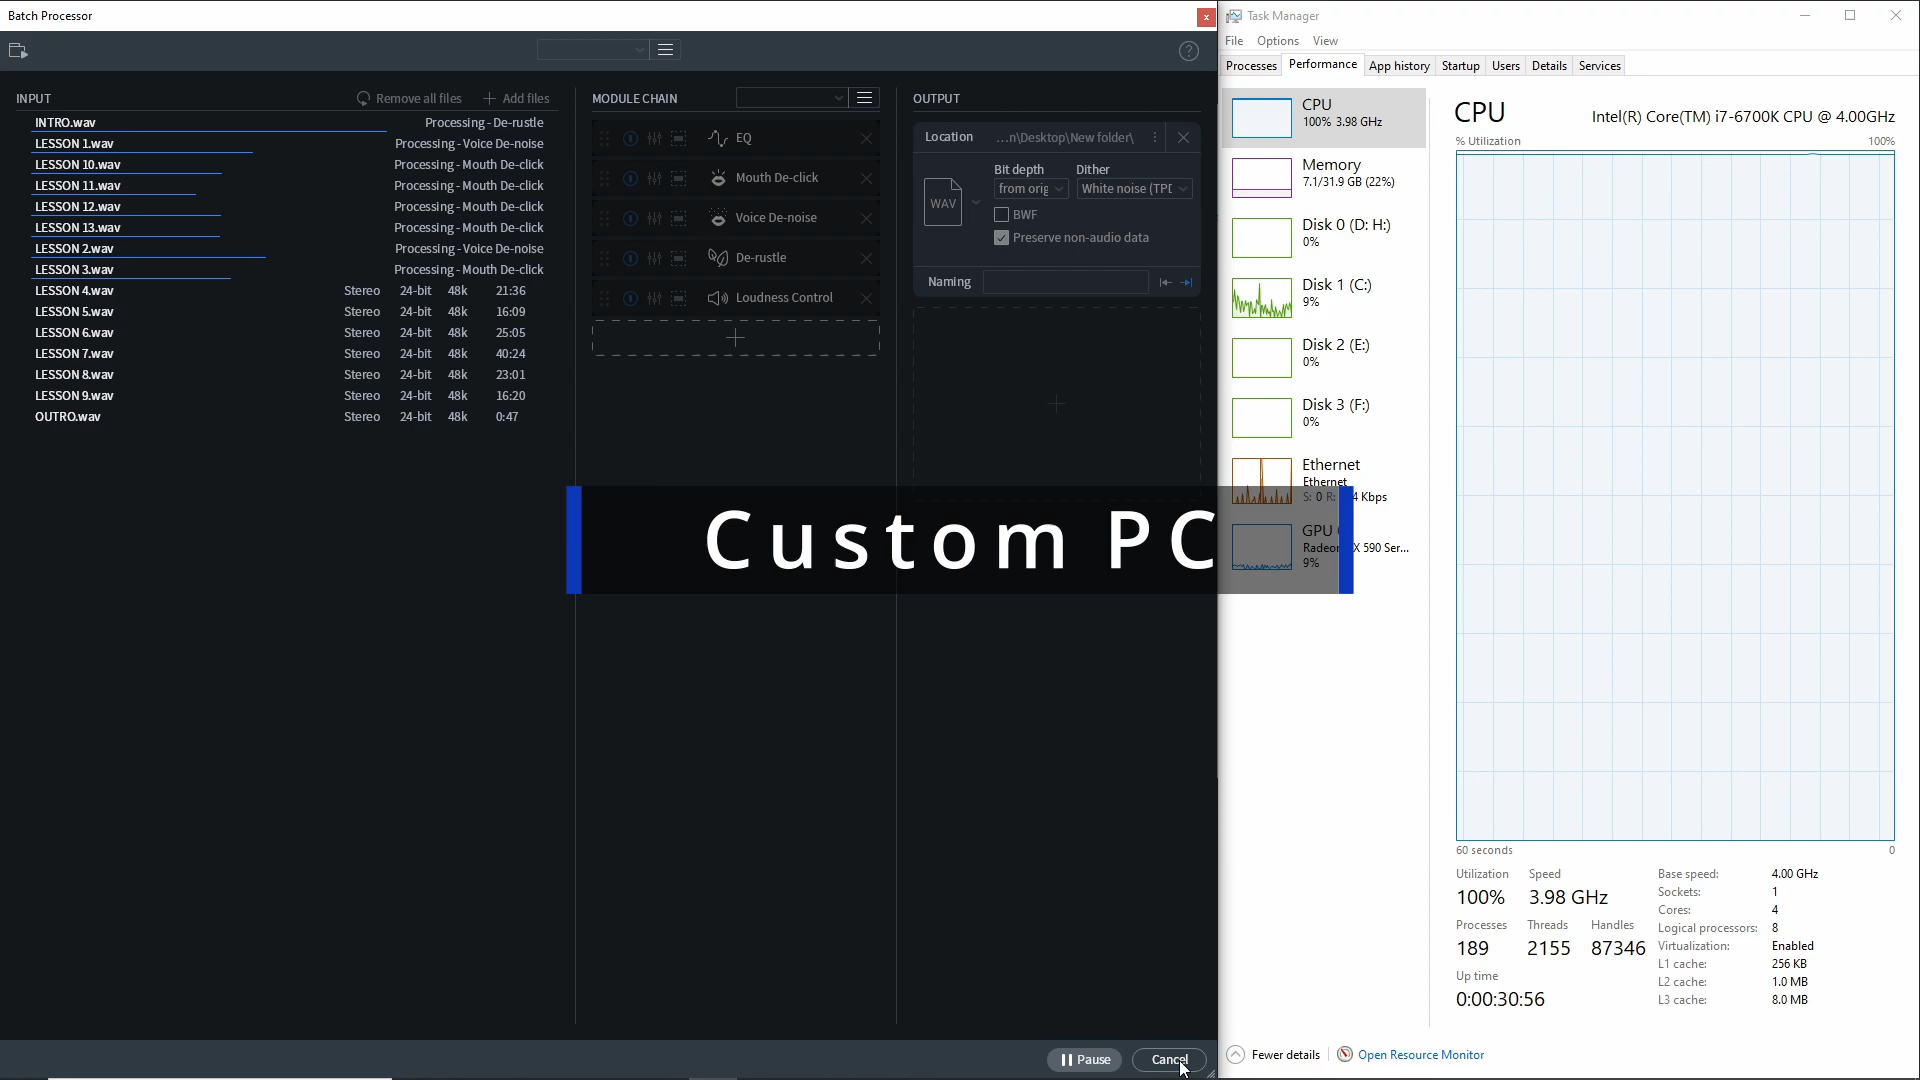 Batch Processor
INPUT
Remove all files
Add files
INTRO.wav Processing - De-rustle
LESSON 1.wav Processing - Voice De-noise
LESSON 10.wav Processing - Mouth De-click
LESSON 11.wav Processing - Mouth De-click
LESSON 12.wav Processing - Mouth De-click
LESSON 13.wav Processing - Mouth De-click
LESSON 2.wav Processing - Voice De-noise
LESSON 3.wav Processing - Mouth De-click
LESSON 4.wav Stereo 24-bit 48k 21:36
LESSON 5.wav Stereo 24-bit 48k 16:09
LESSON 6.wav Stereo 24-bit 48k 25:05
LESSON 7.wav Stereo 24-bit 48k 40:24
LESSON 8.wav Stereo 24-bit 48k 23:01
LESSON 9.wav Stereo 24-bit 48k 16:20
OUTRO.wav Stereo 24-bit 48k 0:47
MODULE CHAIN
EQ
Mouth De-click
Voice De-noise
De-rustle
Loudness Control
OUTPUT
Location ...n\Desktop\New folder\
WAV
Bit depth Dither
from orig White noise (TPD
BWF
Preserve non-audio data
Naming
Custom PC
Pause
Cancel
Task Manager
File Options View
Processes Performance App history Startup Users Details Services
CPU
100% 3.98 GHz
Memory
7.1/31.9 GB (22%)
Disk 0 (D: H:)
0%
Disk 1 (C:)
9%
Disk 2 (E:)
0%
Disk 3 (F:)
0%
Ethernet
Ethernet
S: 0 R: 4 Kbps
GPU
Radeon X 590 Ser...
9%
CPU Intel(R) Core(TM) i7-6700K CPU @ 4.00GHz
% Utilization 100%
60 seconds 0
Utilization Speed
100% 3.98 GHz
Processes Threads Handles
189 2155 87346
Up time
0:00:30:56
Base speed: 4.00 GHz
Sockets: 1
Cores: 4
Logical processors: 8
Virtualization: Enabled
L1 cache: 256 KB
L2 cache: 1.0 MB
L3 cache: 8.0 MB
Fewer details
Open Resource Monitor